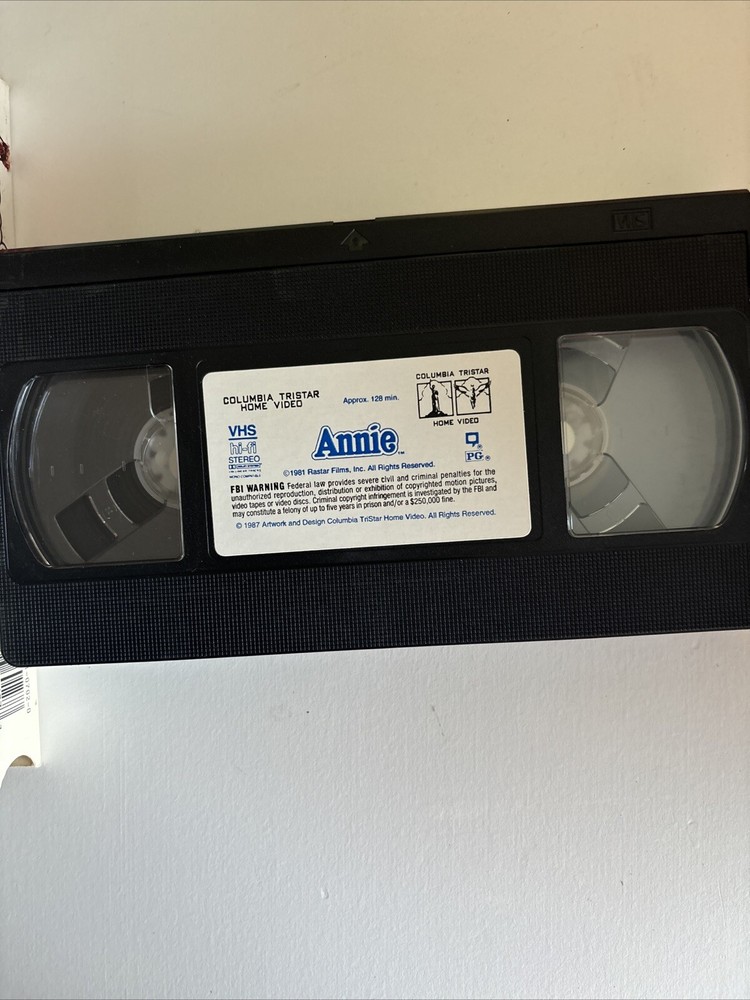 VHS
COLUMBIA TRISTAR
HOME VIDEO
Approx. 128 min.
COLUMBIA TRISTAR
HOME VIDEO
VHS
hi-fi
STEREO
Annie™
PG
©1981 Rastar Films, Inc. All Rights Reserved.
FBI WARNING Federal law provides severe civil and criminal penalties for the
unauthorized reproduction, distribution or exhibition of copyrighted motion pictures,
video tapes or video discs. Criminal copyright infringement is investigated by the FBI and
may constitute a felony of up to five years in prison and/or a $250,000 fine.
© 1987 Artwork and Design Columbia TriStar Home Video. All Rights Reserved.